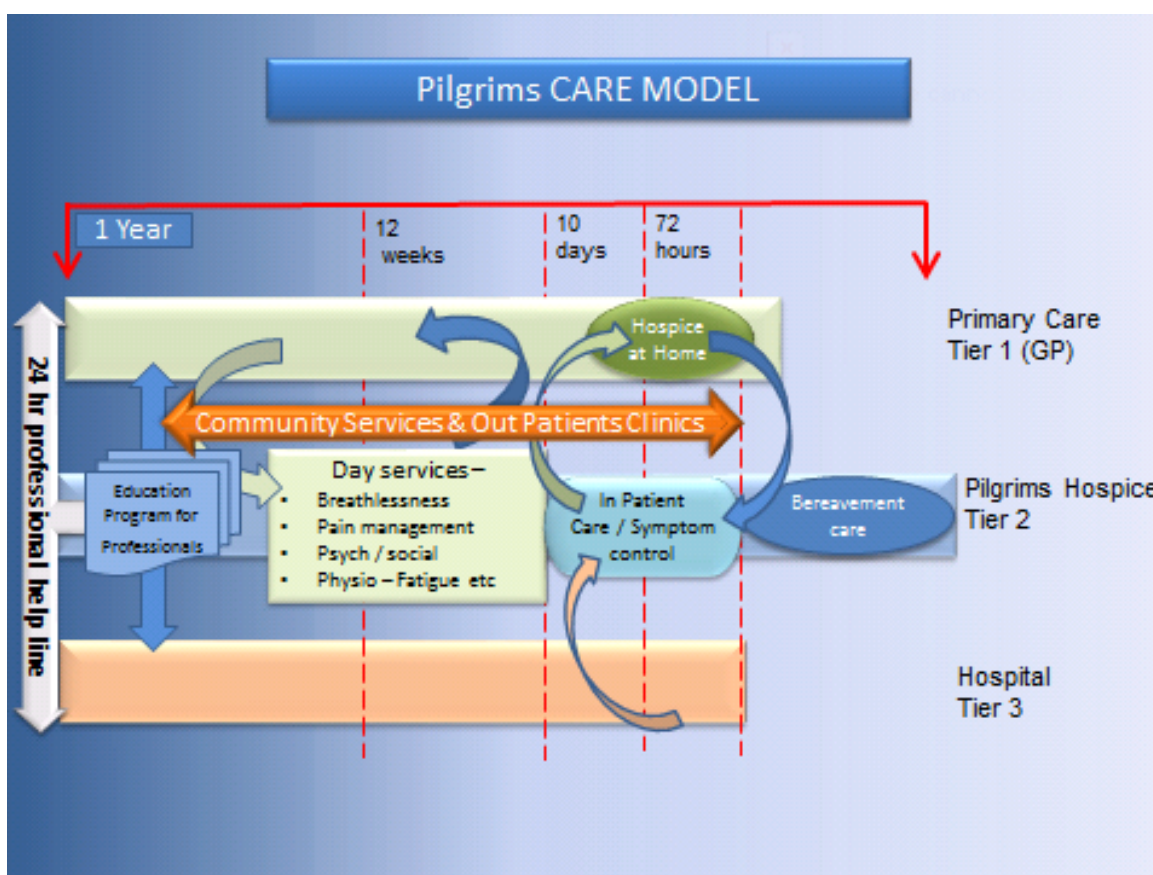 Pilgrims CARE MODEL
1 Year
12
weeks
10
days
72
hours
Hospice
at Home
Primary Care
Tier 1 (GP)
24 hr professional help line
Community Services & Out Patients Clinics
Education
Program for
Professionals
Day services–
▪ Breathlessness
▪ Pain management
▪ Psych / social
▪ Physio – Fatigue etc
In Patient
Care / Symptom
control
Bereavement
care
Pilgrims Hospice
Tier 2
Hospital
Tier 3